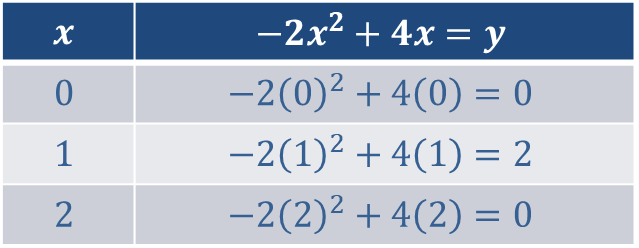 x −2x² + 4x = y
0 −2(0)² + 4(0) = 0
1 −2(1)² + 4(1) = 2
2 −2(2)² + 4(2) = 0